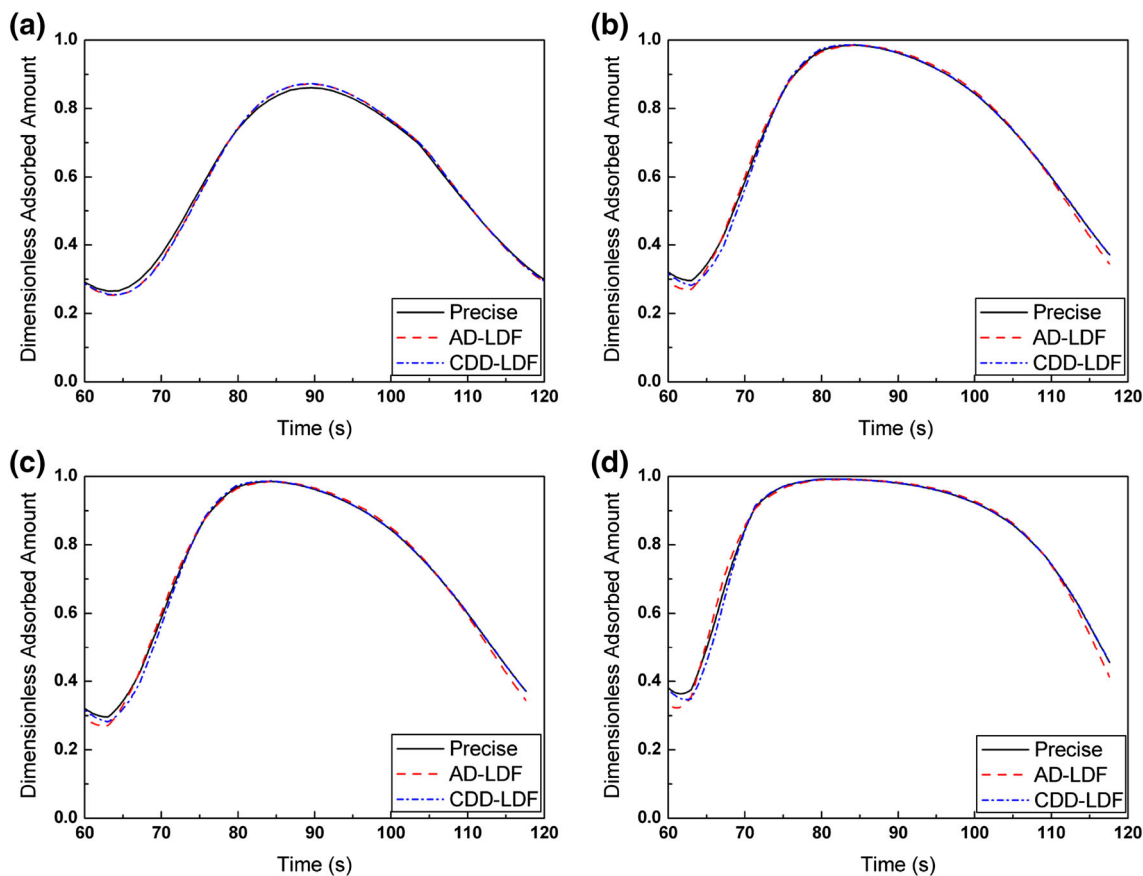 (a)
Dimensionless Adsorbed Amount
1.0
0.8
0.6
0.4
0.2
0.0
Precise
AD-LDF
CDD-LDF
60 70 80 90 100 110 120
Time (s)
(b)
Dimensionless Adsorbed Amount
1.0
0.8
0.6
0.4
0.2
0.0
Precise
AD-LDF
CDD-LDF
60 70 80 90 100 110 120
Time (s)
(c)
Dimensionless Adsorbed Amount
1.0
0.8
0.6
0.4
0.2
0.0
Precise
AD-LDF
CDD-LDF
60 70 80 90 100 110 120
Time (s)
(d)
Dimensionless Adsorbed Amount
1.0
0.8
0.6
0.4
0.2
0.0
Precise
AD-LDF
CDD-LDF
60 70 80 90 100 110 120
Time (s)